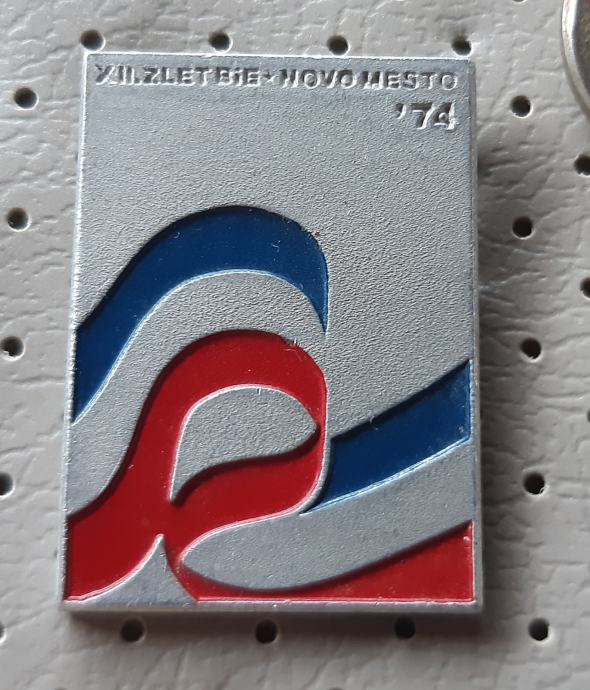 XII. ZLET BIE • NOVO MESTO
'74